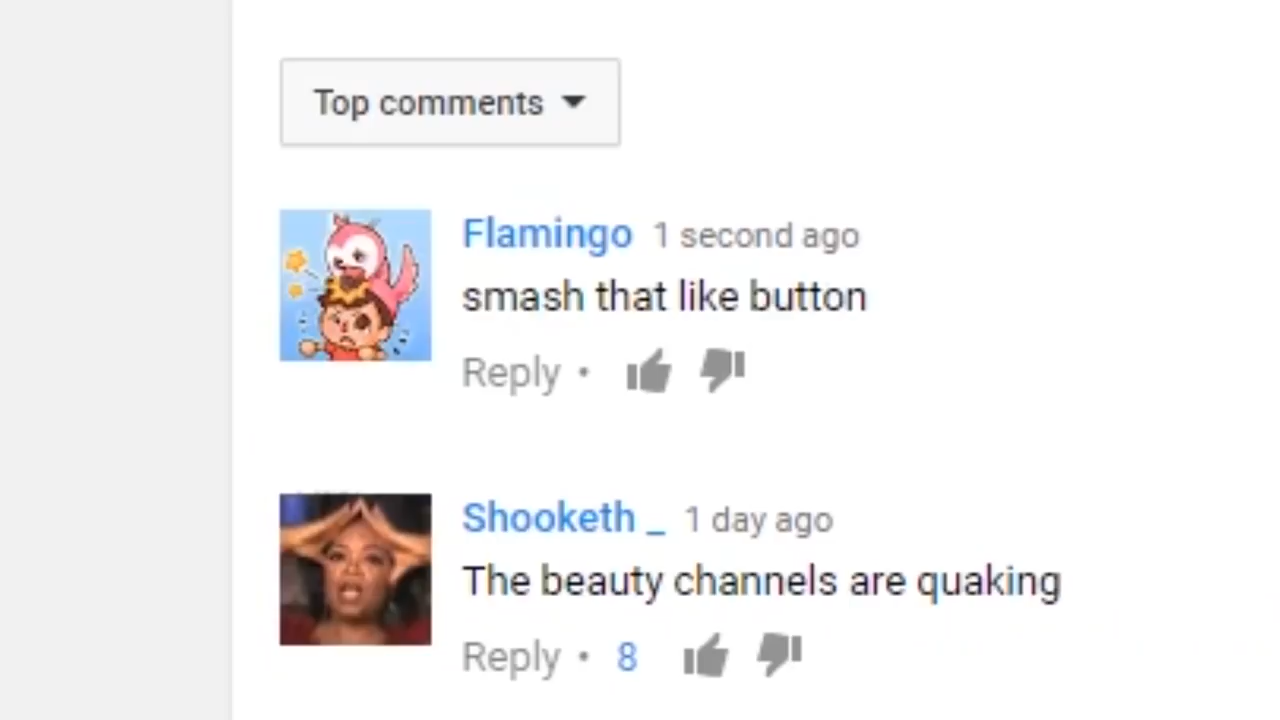 Top comments
Flamingo 1 second ago
smash that like button
Reply •
Shooketh _ 1 day ago
The beauty channels are quaking
Reply • 8